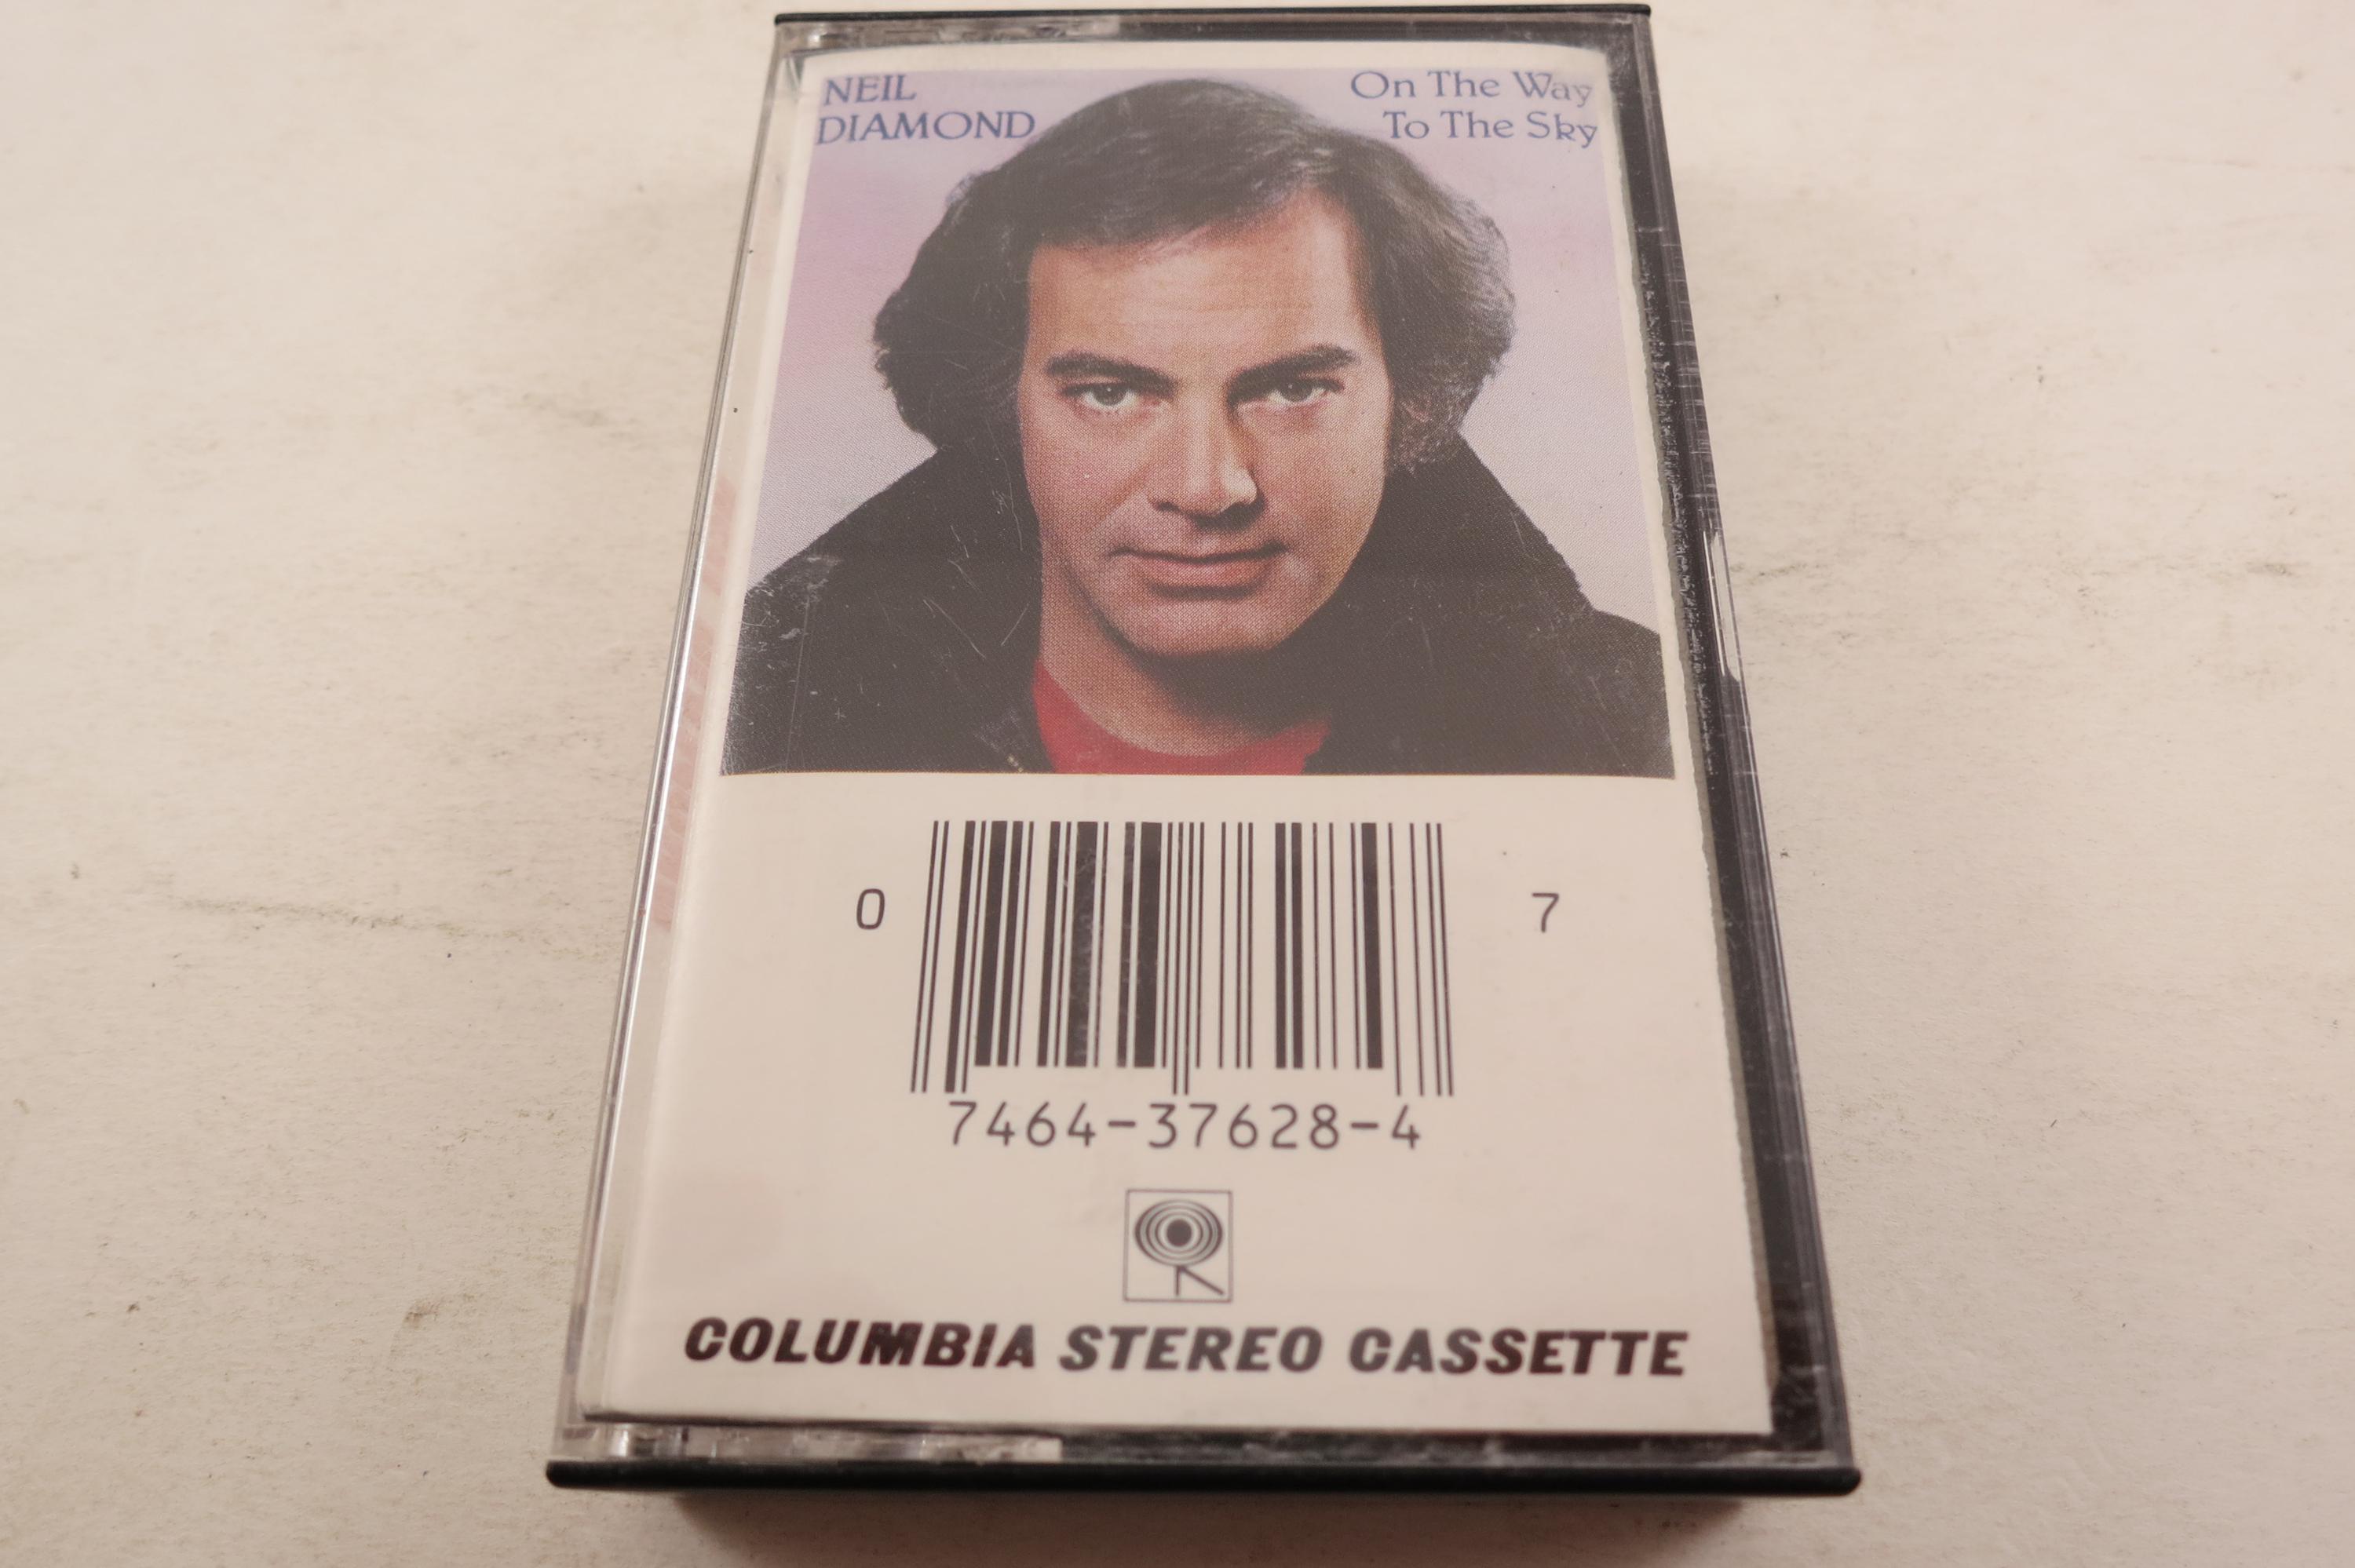 NEIL
DIAMOND
On The Way
To The Sky
0
7
7464-37628-4
COLUMBIA STEREO CASSETTE